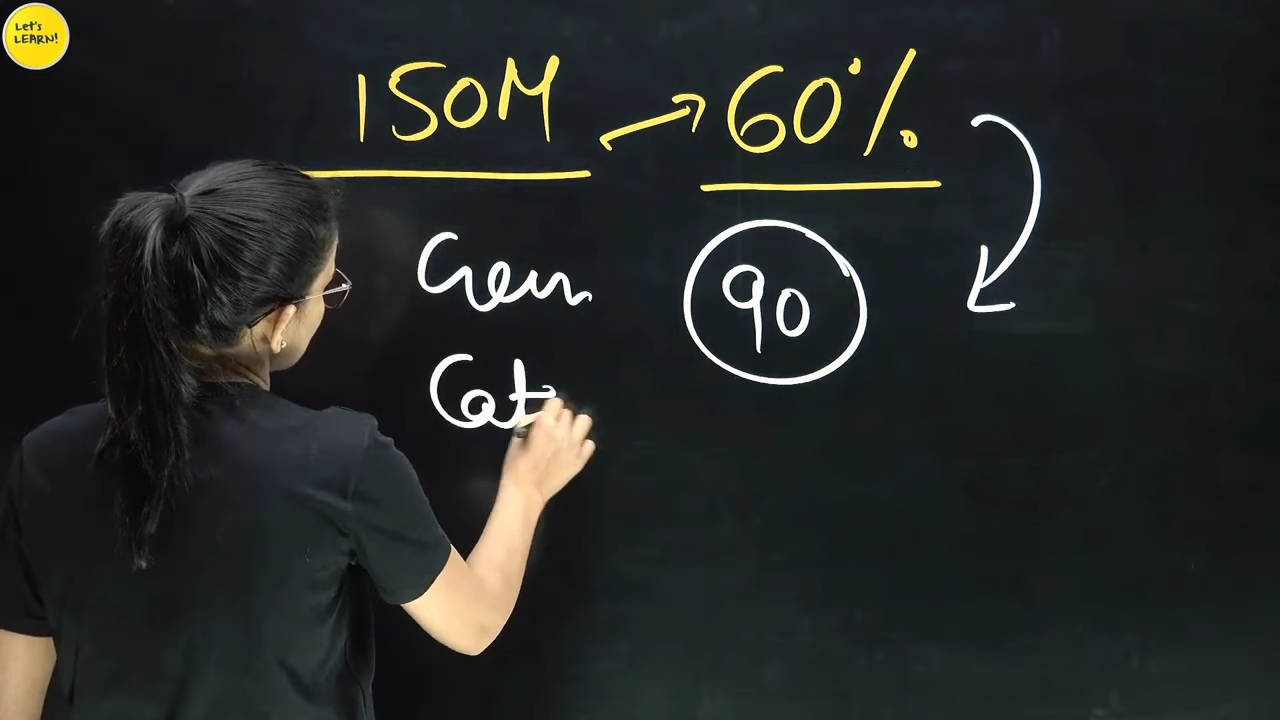 Let's
LEARN!
150M → 60%
Gen 90
Cat